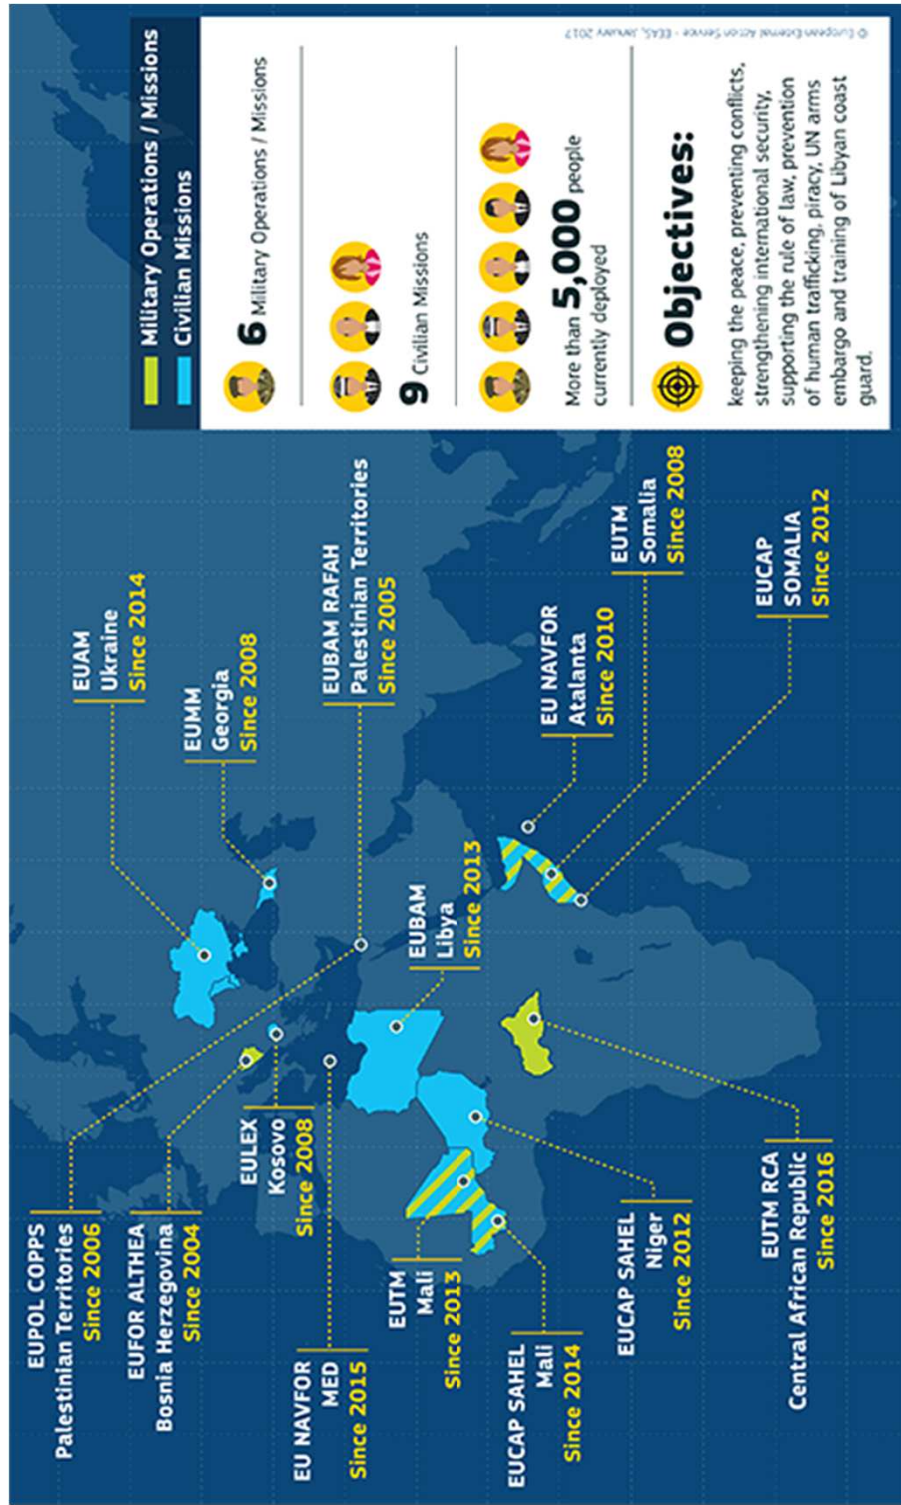 EUPOL COPPS
Palestinian Territories
Since 2006
EUFOR ALTHEA
Bosnia Herzegovina
Since 2004
EULEX
Kosovo
Since 2008
EU NAVFOR
MED
Since 2015
EUTM
Mali
Since 2013
EUCAP SAHEL
Mali
Since 2014
EUCAP SAHEL
Niger
Since 2012
EUTM RCA
Central African Republic
Since 2016
EUAM
Ukraine
Since 2014
EUMM
Georgia
Since 2008
EUBAM RAFAH
Palestinian Territories
Since 2005
EUBAM
Libya
Since 2013
EU NAVFOR
Atalanta
Since 2010
EUTM
Somalia
Since 2008
EUCAP
SOMALIA
Since 2012
Military Operations / Missions
Civilian Missions
6 Military Operations / Missions
9 Civilian Missions
More than 5,000 people
currently deployed
Objectives:
keeping the peace, preventing conflicts,
strengthening international security,
supporting the rule of law, prevention
of human trafficking, piracy, UN arms
embargo and training of Libyan coast
guard.
© European External Action Service - EEAS, January 2017